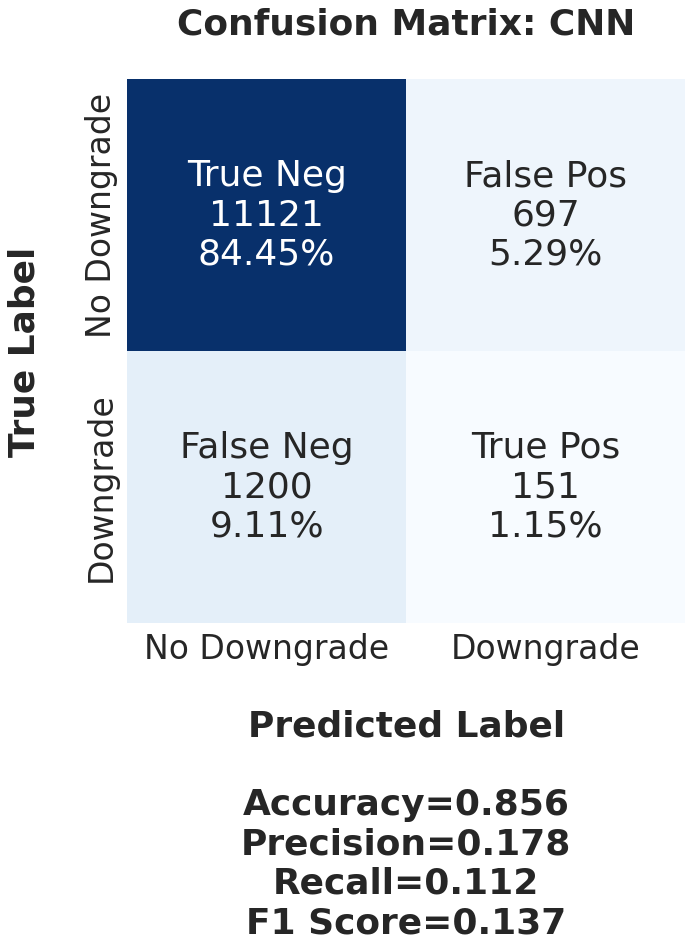 Confusion Matrix: CNN
True Label
No Downgrade
True Neg
11121
84.45%
False Pos
697
5.29%
Downgrade
False Neg
1200
9.11%
True Pos
151
1.15%
No Downgrade
Downgrade
Predicted Label
Accuracy=0.856
Precision=0.178
Recall=0.112
F1 Score=0.137